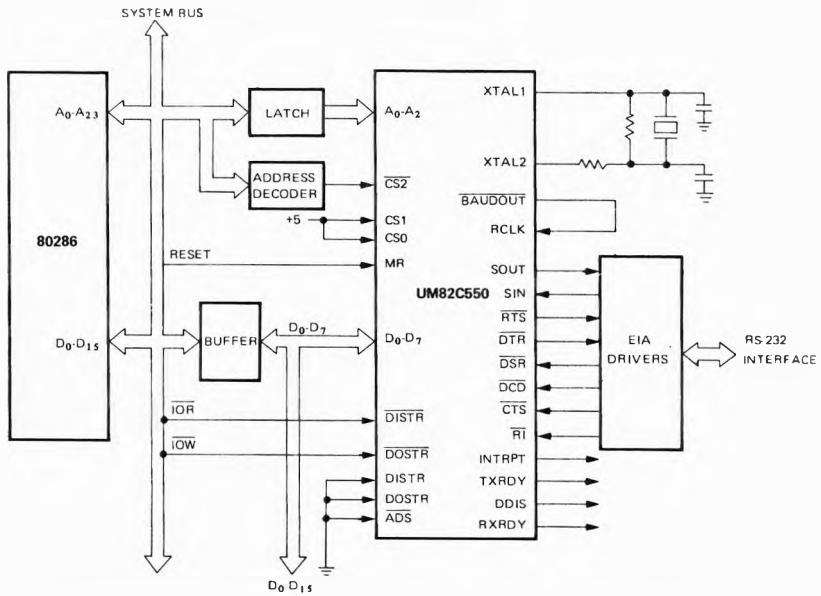 SYSTEM BUS
80286
A0-A23
D0-D15
LATCH
ADDRESS
DECODER
+5
RESET
BUFFER
D0-D7
IOR
IOW
D0 D15
UM82C550
A0-A2
CS2
CS1
CS0
MR
D0-D7
DISTR
DOSTR
DISTR
DOSTR
ADS
XTAL1
XTAL2
BAUDOUT
RCLK
SOUT
SIN
RTS
DTR
DSR
DCD
CTS
RI
INTRPT
TXRDY
DDIS
RXRDY
EIA
DRIVERS
RS 232
INTERFACE